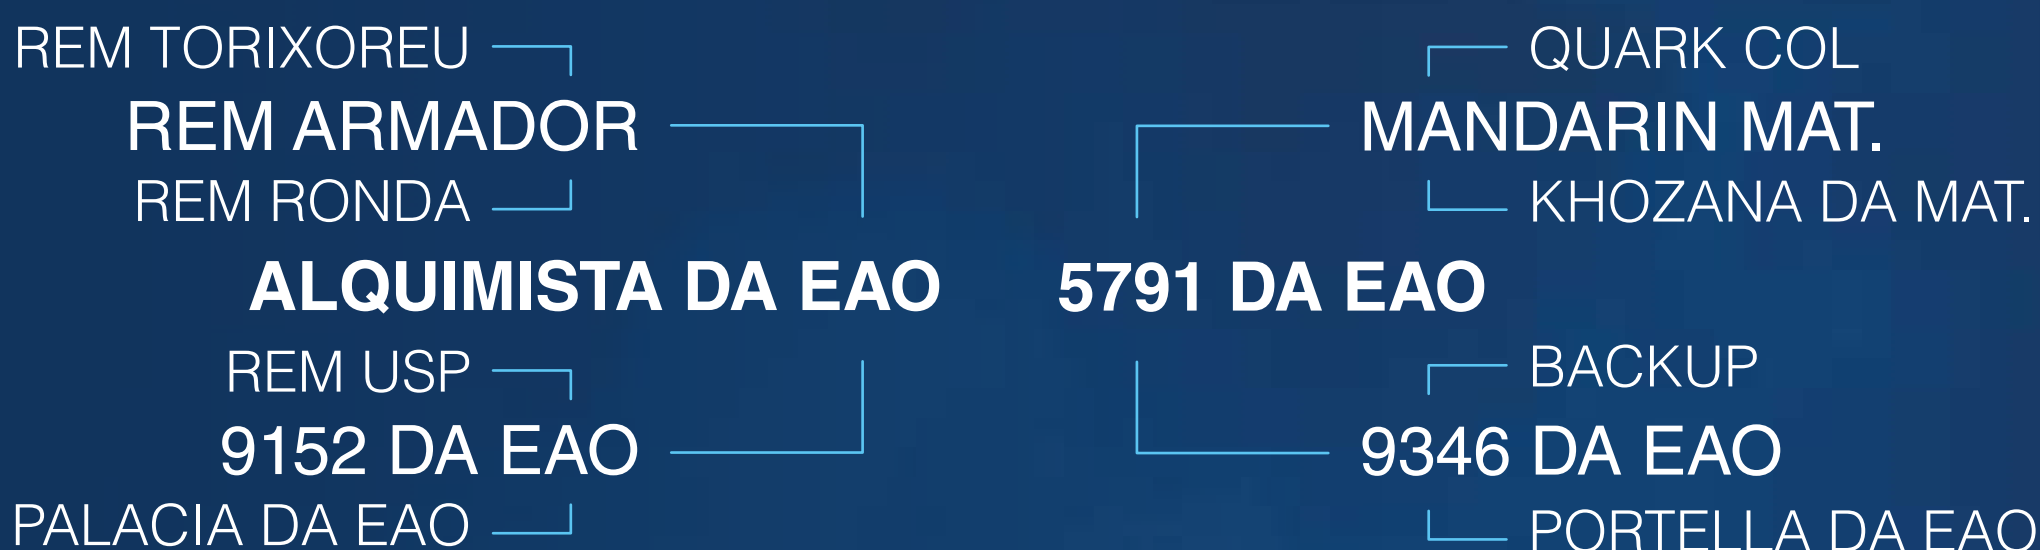 REM TORIXOREU
QUARK COL
REM ARMADOR
MANDARIN MAT.
REM RONDA
KHOZANA DA MAT.
ALQUIMISTA DA EAO
5791 DA EAO
REM USP
BACKUP
9152 DA EAO
9346 DA EAO
PALACIA DA EAO
PORTELLA DA EAO